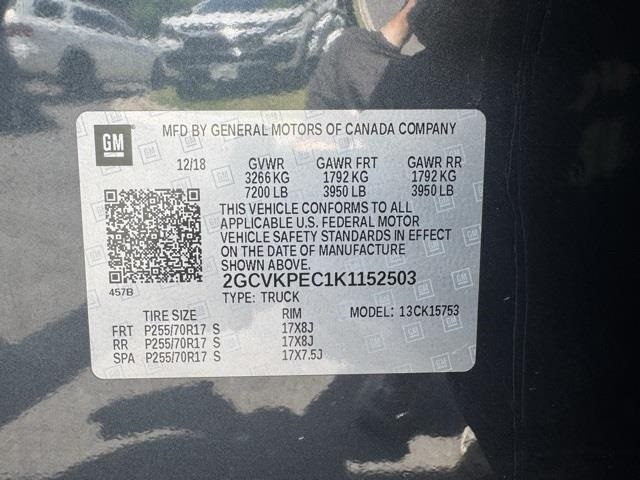 GM
MFD BY GENERAL MOTORS OF CANADA COMPANY
12/18 GVWR GAWR FRT GAWR RR
3266 KG 1792 KG 1792 KG
7200 LB 3950 LB 3950 LB
THIS VEHICLE CONFORMS TO ALL
APPLICABLE U.S. FEDERAL MOTOR
VEHICLE SAFETY STANDARDS IN EFFECT
ON THE DATE OF MANUFACTURE
SHOWN ABOVE.
2GCVKPEC1K1152503
457B
TYPE: TRUCK MODEL: 13CK15753
TIRE SIZE RIM
FRT P255/70R17 S 17X8J
RR P255/70R17 S 17X8J
SPA P255/70R17 S 17X7.5J